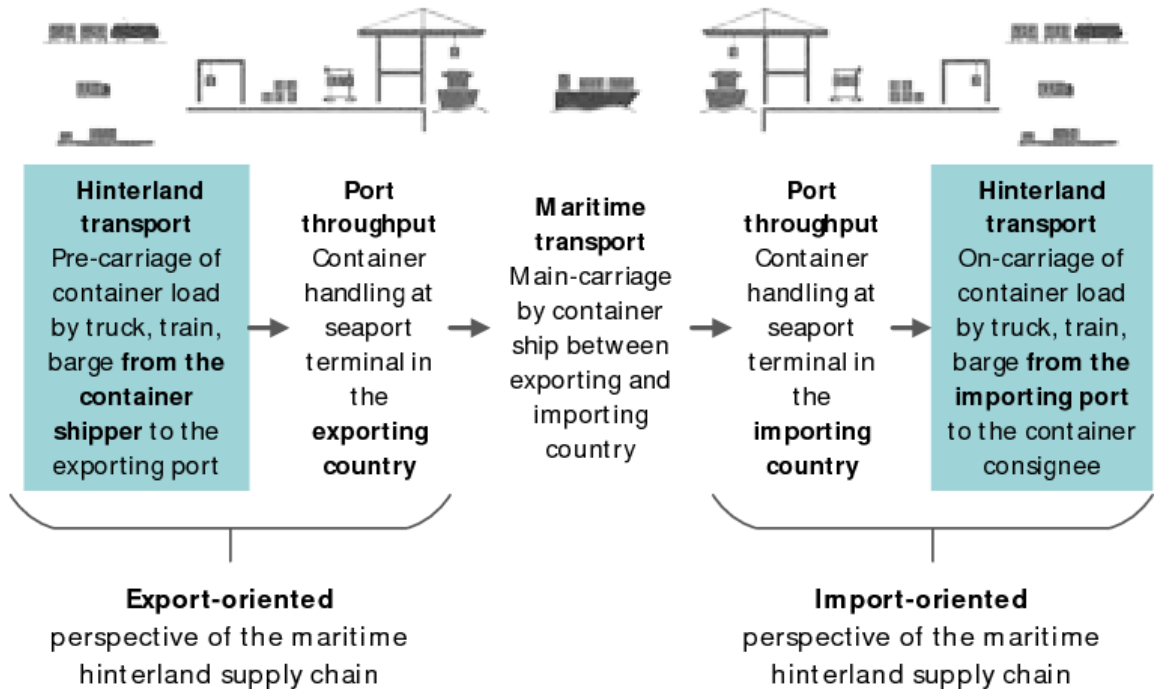 Hinterland
transport
Pre-carriage of
container load
by truck, train,
barge from the
container
shipper to the
exporting port
Port
throughput
Container
handling at
seaport
terminal in
the
exporting
country
Maritime
transport
Main-carriage
by container
ship between
exporting and
importing
country
Port
throughput
Container
handling at
seaport
terminal in
the
importing
country
Hinterland
transport
On-carriage of
container load
by truck, train,
barge from the
importing port
to the container
consignee
Export-oriented
perspective of the maritime
hinterland supply chain
Import-oriented
perspective of the maritime
hinterland supply chain